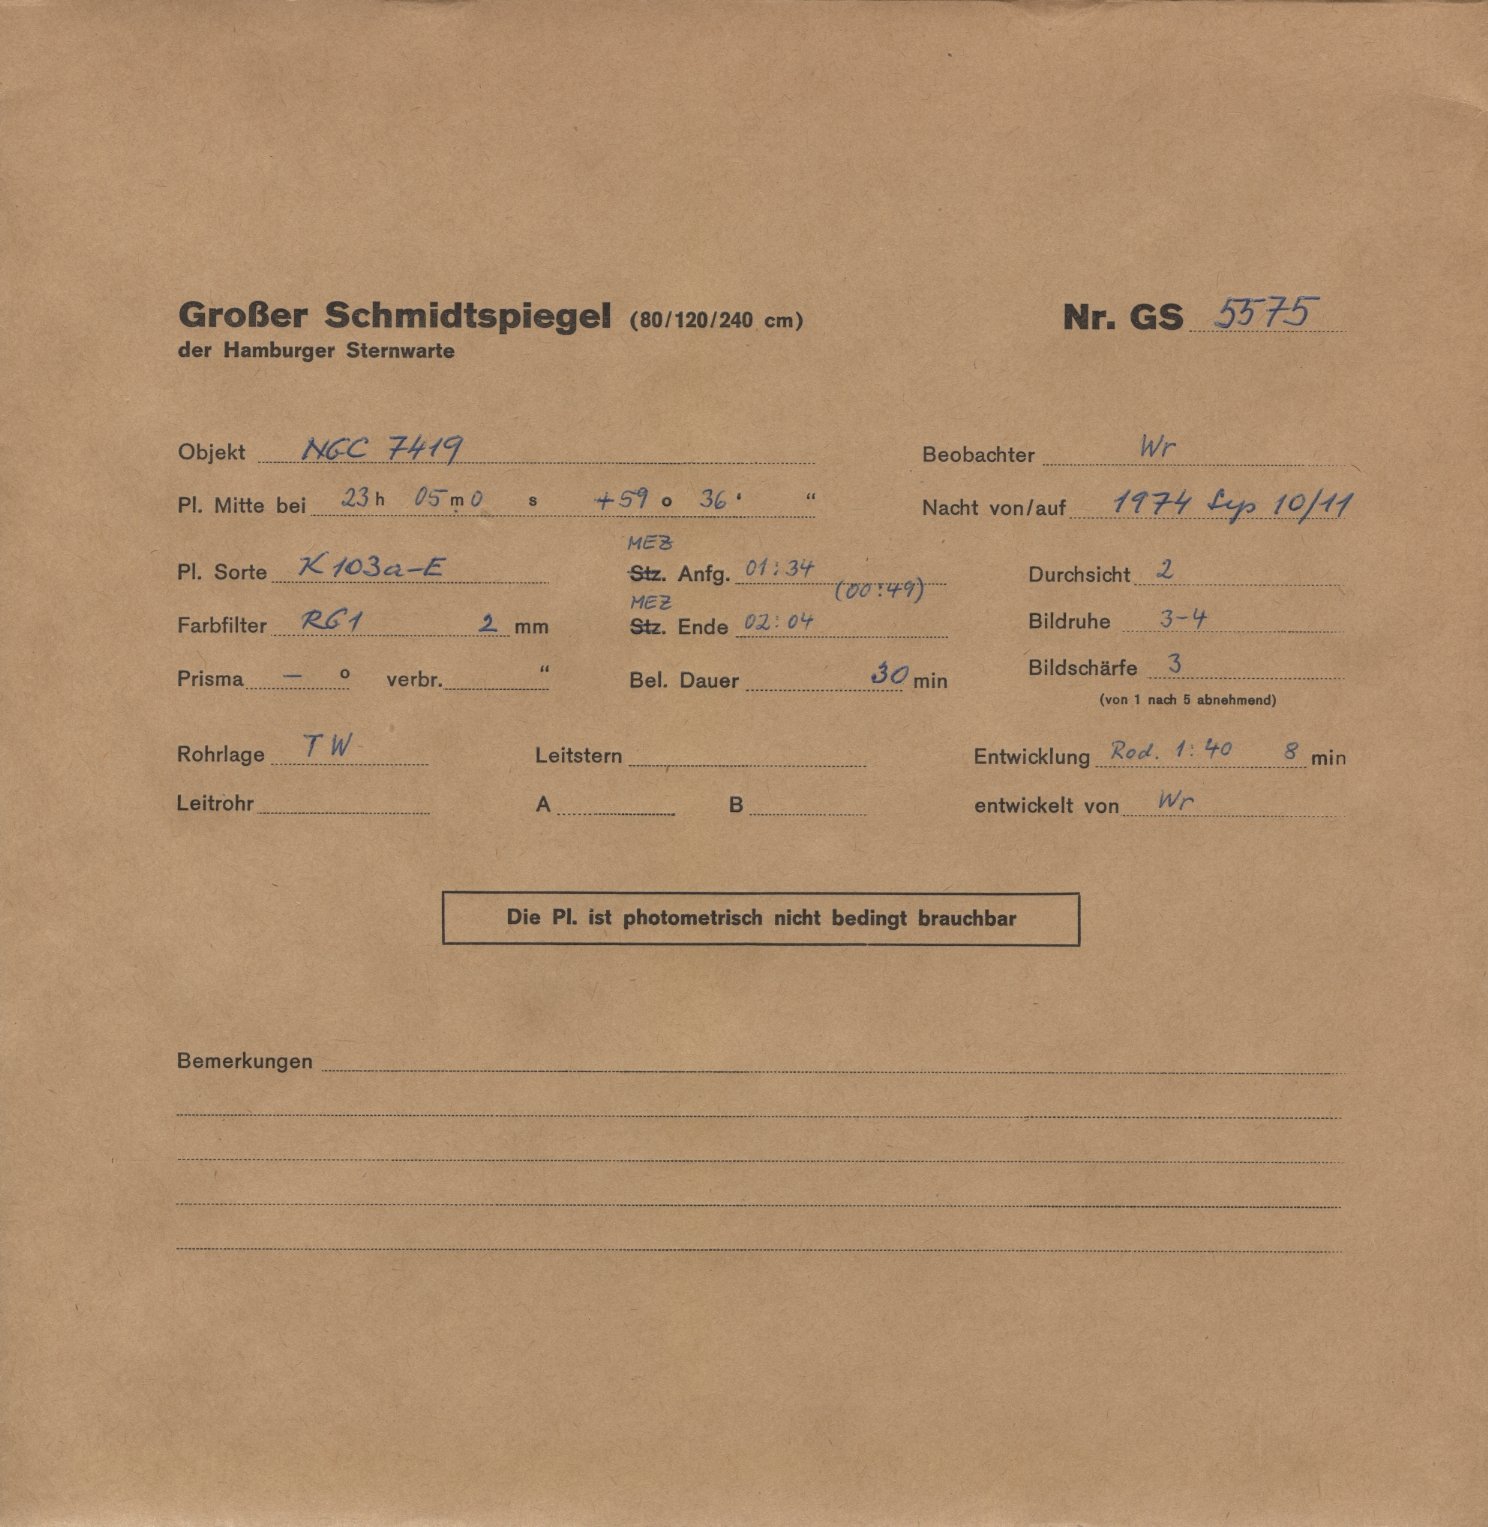 Großer Schmidtspiegel (80/120/240 cm) Nr. GS 5575
der Hamburger Sternwarte
Objekt NGC 7419 Beobachter Wr
Pl. Mitte bei 23 h 05 m 0 s +59 o 36 ' “ Nacht von/auf 1974 Sep 10/11
MEZ
Pl. Sorte K 103a-E Stz. Anfg. 01:34 Durchsicht 2
(00:49)
MEZ
Farbfilter RG1 2 mm Stz. Ende 02:04 Bildruhe 3-4
Prisma — o verbr. “ Bel. Dauer 30 min Bildschärfe 3
(von 1 nach 5 abnehmend)
Rohrlage TW Leitstern Entwicklung Rod. 1:40 8 min
Leitrohr A B entwickelt von Wr
Die Pl. ist photometrisch nicht bedingt brauchbar
Bemerkungen